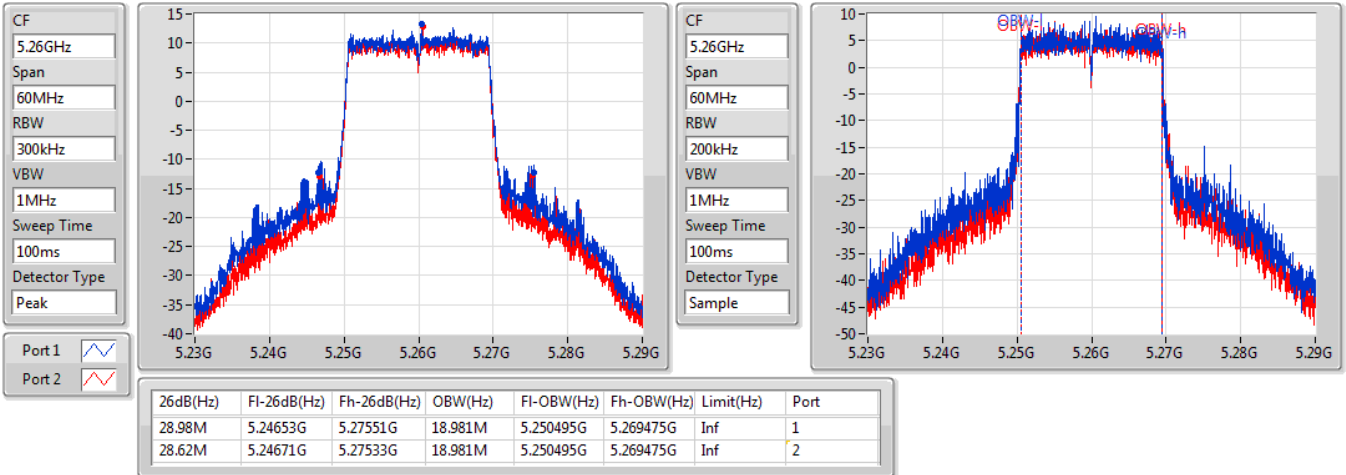 CF
5.26GHz
Span
60MHz
RBW
300kHz
VBW
1MHz
Sweep Time
100ms
Detector Type
Peak
Port 1
Port 2
15
10
5
0
-5
-10
-15
-20
-25
-30
-35
-40
5.23G 5.24G 5.25G 5.26G 5.27G 5.28G 5.29G
CF
5.26GHz
Span
60MHz
RBW
200kHz
VBW
1MHz
Sweep Time
100ms
Detector Type
Sample
10
5
0
-5
-10
-15
-20
-25
-30
-35
-40
-45
-50
OBW-l
OBW-l
OBW-h
OBW-h
5.23G 5.24G 5.25G 5.26G 5.27G 5.28G 5.29G
26dB(Hz) Fl-26dB(Hz) Fh-26dB(Hz) OBW(Hz) Fl-OBW(Hz) Fh-OBW(Hz) Limit(Hz) Port
28.98M 5.24653G 5.27551G 18.981M 5.250495G 5.269475G Inf 1
28.62M 5.24671G 5.27533G 18.981M 5.250495G 5.269475G Inf 2